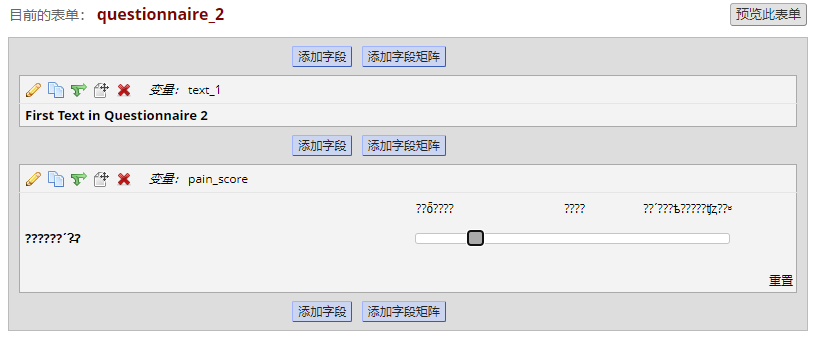 目前的表单： questionnaire_2
预览此表单
添加字段 添加字段矩阵
变量： text_1
First Text in Questionnaire 2
添加字段 添加字段矩阵
变量： pain_score
重置
添加字段 添加字段矩阵